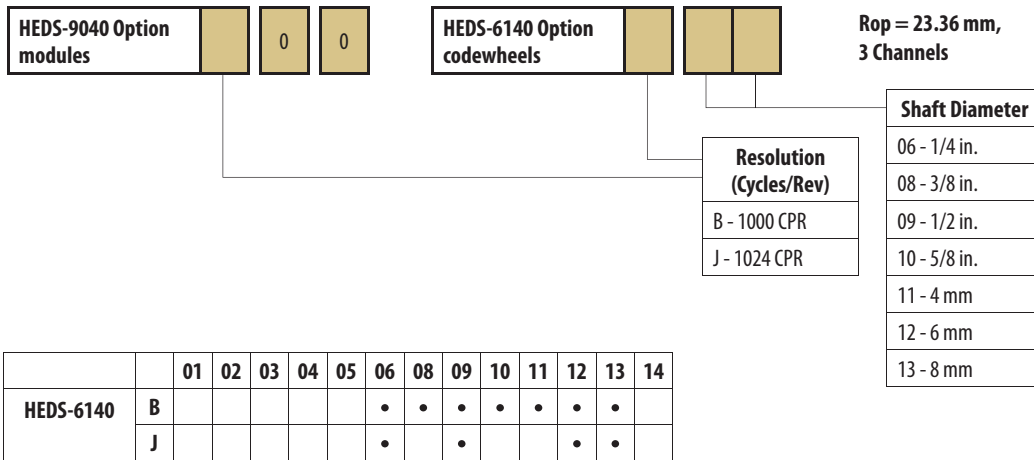 HEDS-9040 Option
modules
0 0
HEDS-6140 Option
codewheels
Rop = 23.36 mm,
3 Channels
Shaft Diameter
06 - 1/4 in.
08 - 3/8 in.
09 - 1/2 in.
10 - 5/8 in.
11 - 4 mm
12 - 6 mm
13 - 8 mm
Resolution
(Cycles/Rev)
B - 1000 CPR
J - 1024 CPR
01 02 03 04 05 06 08 09 10 11 12 13 14
HEDS-6140 B • • • • • • •
J • • • •